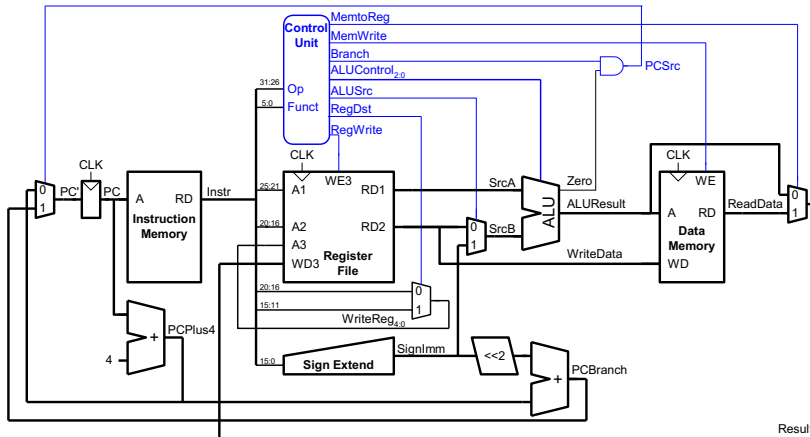 MemtoReg
Control
Unit
MemWrite
Branch
ALUControl2:0
PCSrc
31:26
Op
ALUSrc
5:0
Funct
RegDst
RegWrite
CLK
CLK
CLK
WE3
Zero
WE
0
1
PC'
PC
A
RD
Instr
25:21
A1
RD1
SrcA
ALU
ALUResult
A
RD
ReadData
0
1
Instruction
Memory
20:16
A2
RD2
0
1
SrcB
Data
Memory
A3
Register
File
WD3
WriteData
WD
20:16
0
15:11
1
WriteReg4:0
PCPlus4
+
4
15:0
Sign Extend
SignImm
<<2
+
PCBranch
Resul